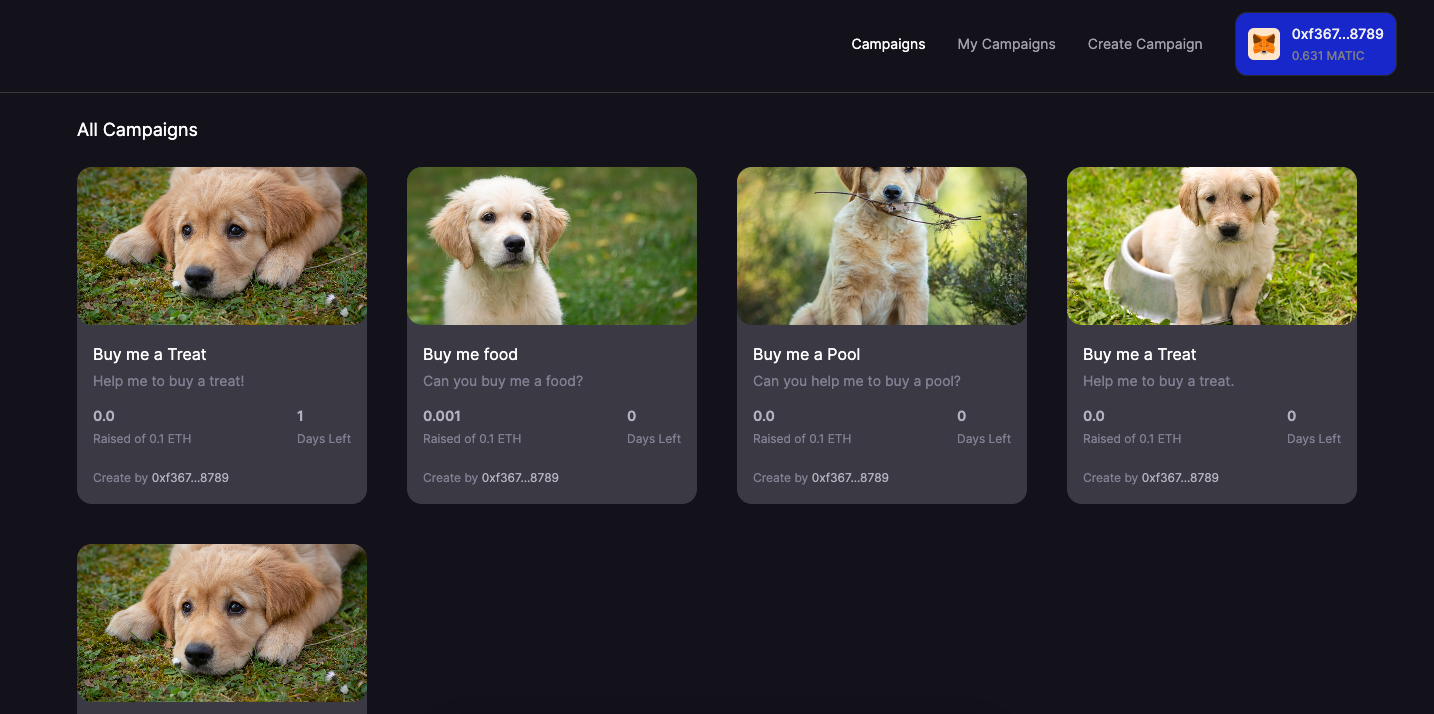 Campaigns
My Campaigns
Create Campaign
0xf367...8789
0.631 MATIC
All Campaigns
Buy me a Treat
Help me to buy a treat!
0.0
1
Raised of 0.1 ETH
Days Left
Create by 0xf367...8789
Buy me food
Can you buy me a food?
0.001
0
Raised of 0.1 ETH
Days Left
Create by 0xf367...8789
Buy me a Pool
Can you help me to buy a pool?
0.0
0
Raised of 0.1 ETH
Days Left
Create by 0xf367...8789
Buy me a Treat
Help me to buy a treat.
0.0
0
Raised of 0.1 ETH
Days Left
Create by 0xf367...8789